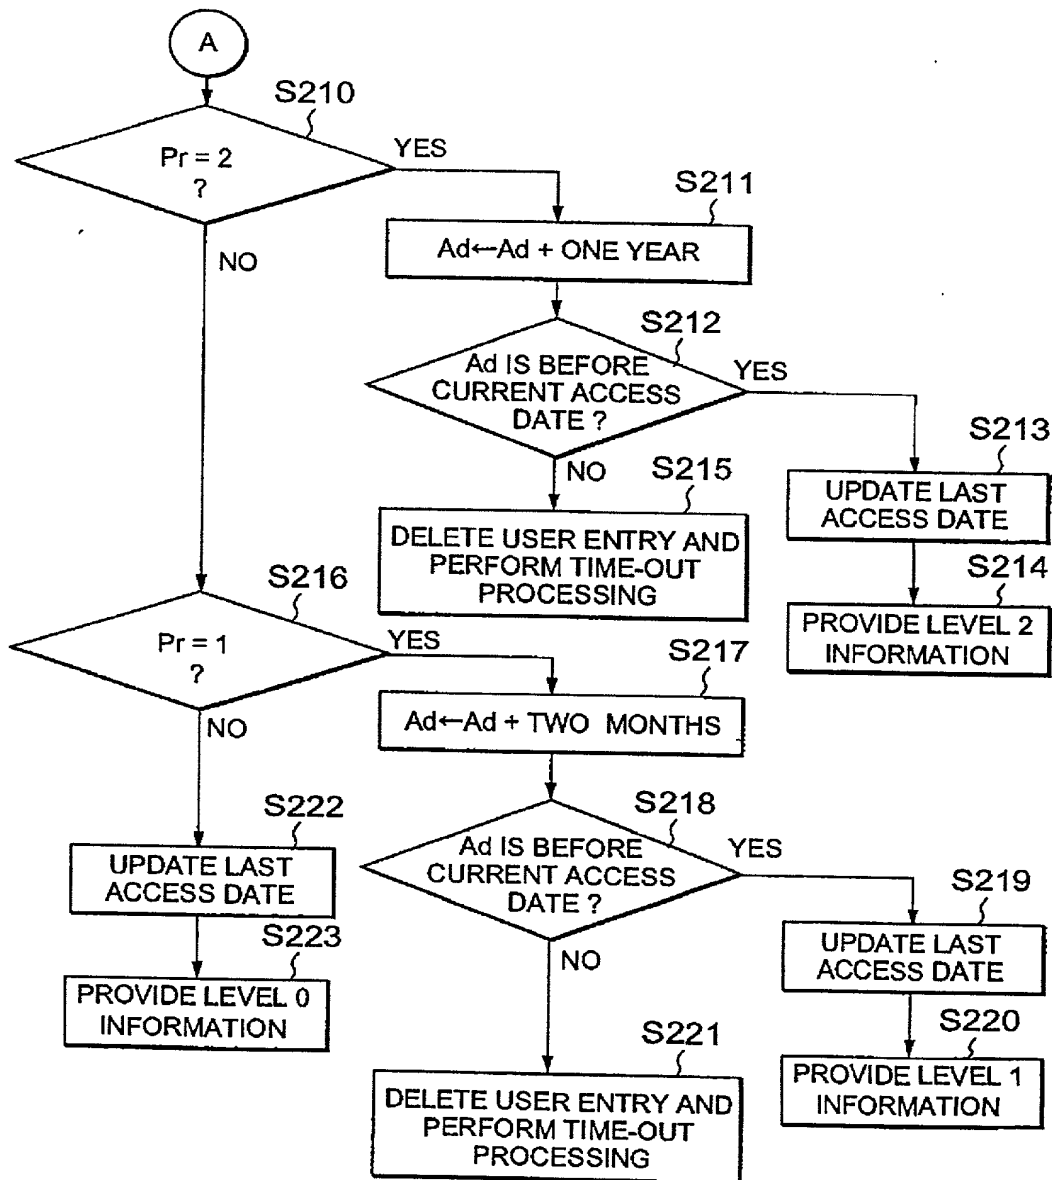 A
S210
Pr = 2
?
YES
NO
S211
Ad←Ad + ONE YEAR
S212
Ad IS BEFORE
CURRENT ACCESS
DATE ?
YES
NO
S213
UPDATE LAST
ACCESS DATE
S214
PROVIDE LEVEL 2
INFORMATION
S215
DELETE USER ENTRY AND
PERFORM TIME-OUT
PROCESSING
S216
Pr = 1
?
YES
NO
S217
Ad←Ad + TWO MONTHS
S218
Ad IS BEFORE
CURRENT ACCESS
DATE ?
YES
NO
S219
UPDATE LAST
ACCESS DATE
S220
PROVIDE LEVEL 1
INFORMATION
S221
DELETE USER ENTRY AND
PERFORM TIME-OUT
PROCESSING
S222
UPDATE LAST
ACCESS DATE
S223
PROVIDE LEVEL 0
INFORMATION